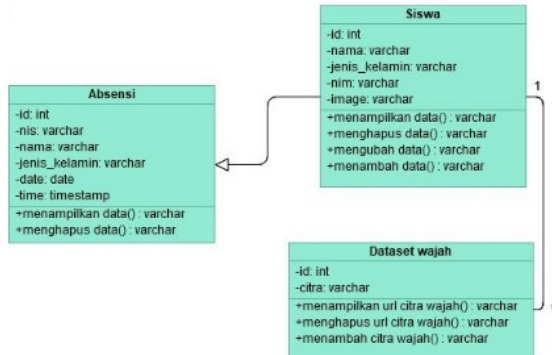 Siswa
-id: int
-nama: varchar
-jenis_kelamin: varchar
-nim: varchar
-image: varchar
+menampilkan data() : varchar
+menghapus data() : varchar
+mengubah data() : varchar
+menambah data() : varchar
1
Absensi
-id: int
-nis: varchar
-nama: varchar
-jenis_kelamin: varchar
-date: date
-time: timestamp
+menampilkan data() : varchar
+menghapus data() : varchar
Dataset wajah
-id: int
-citra: varchar
+menampilkan url citra wajah() : varchar
+menghapus url citra wajah() : varchar
+menambah citra wajah() : varchar